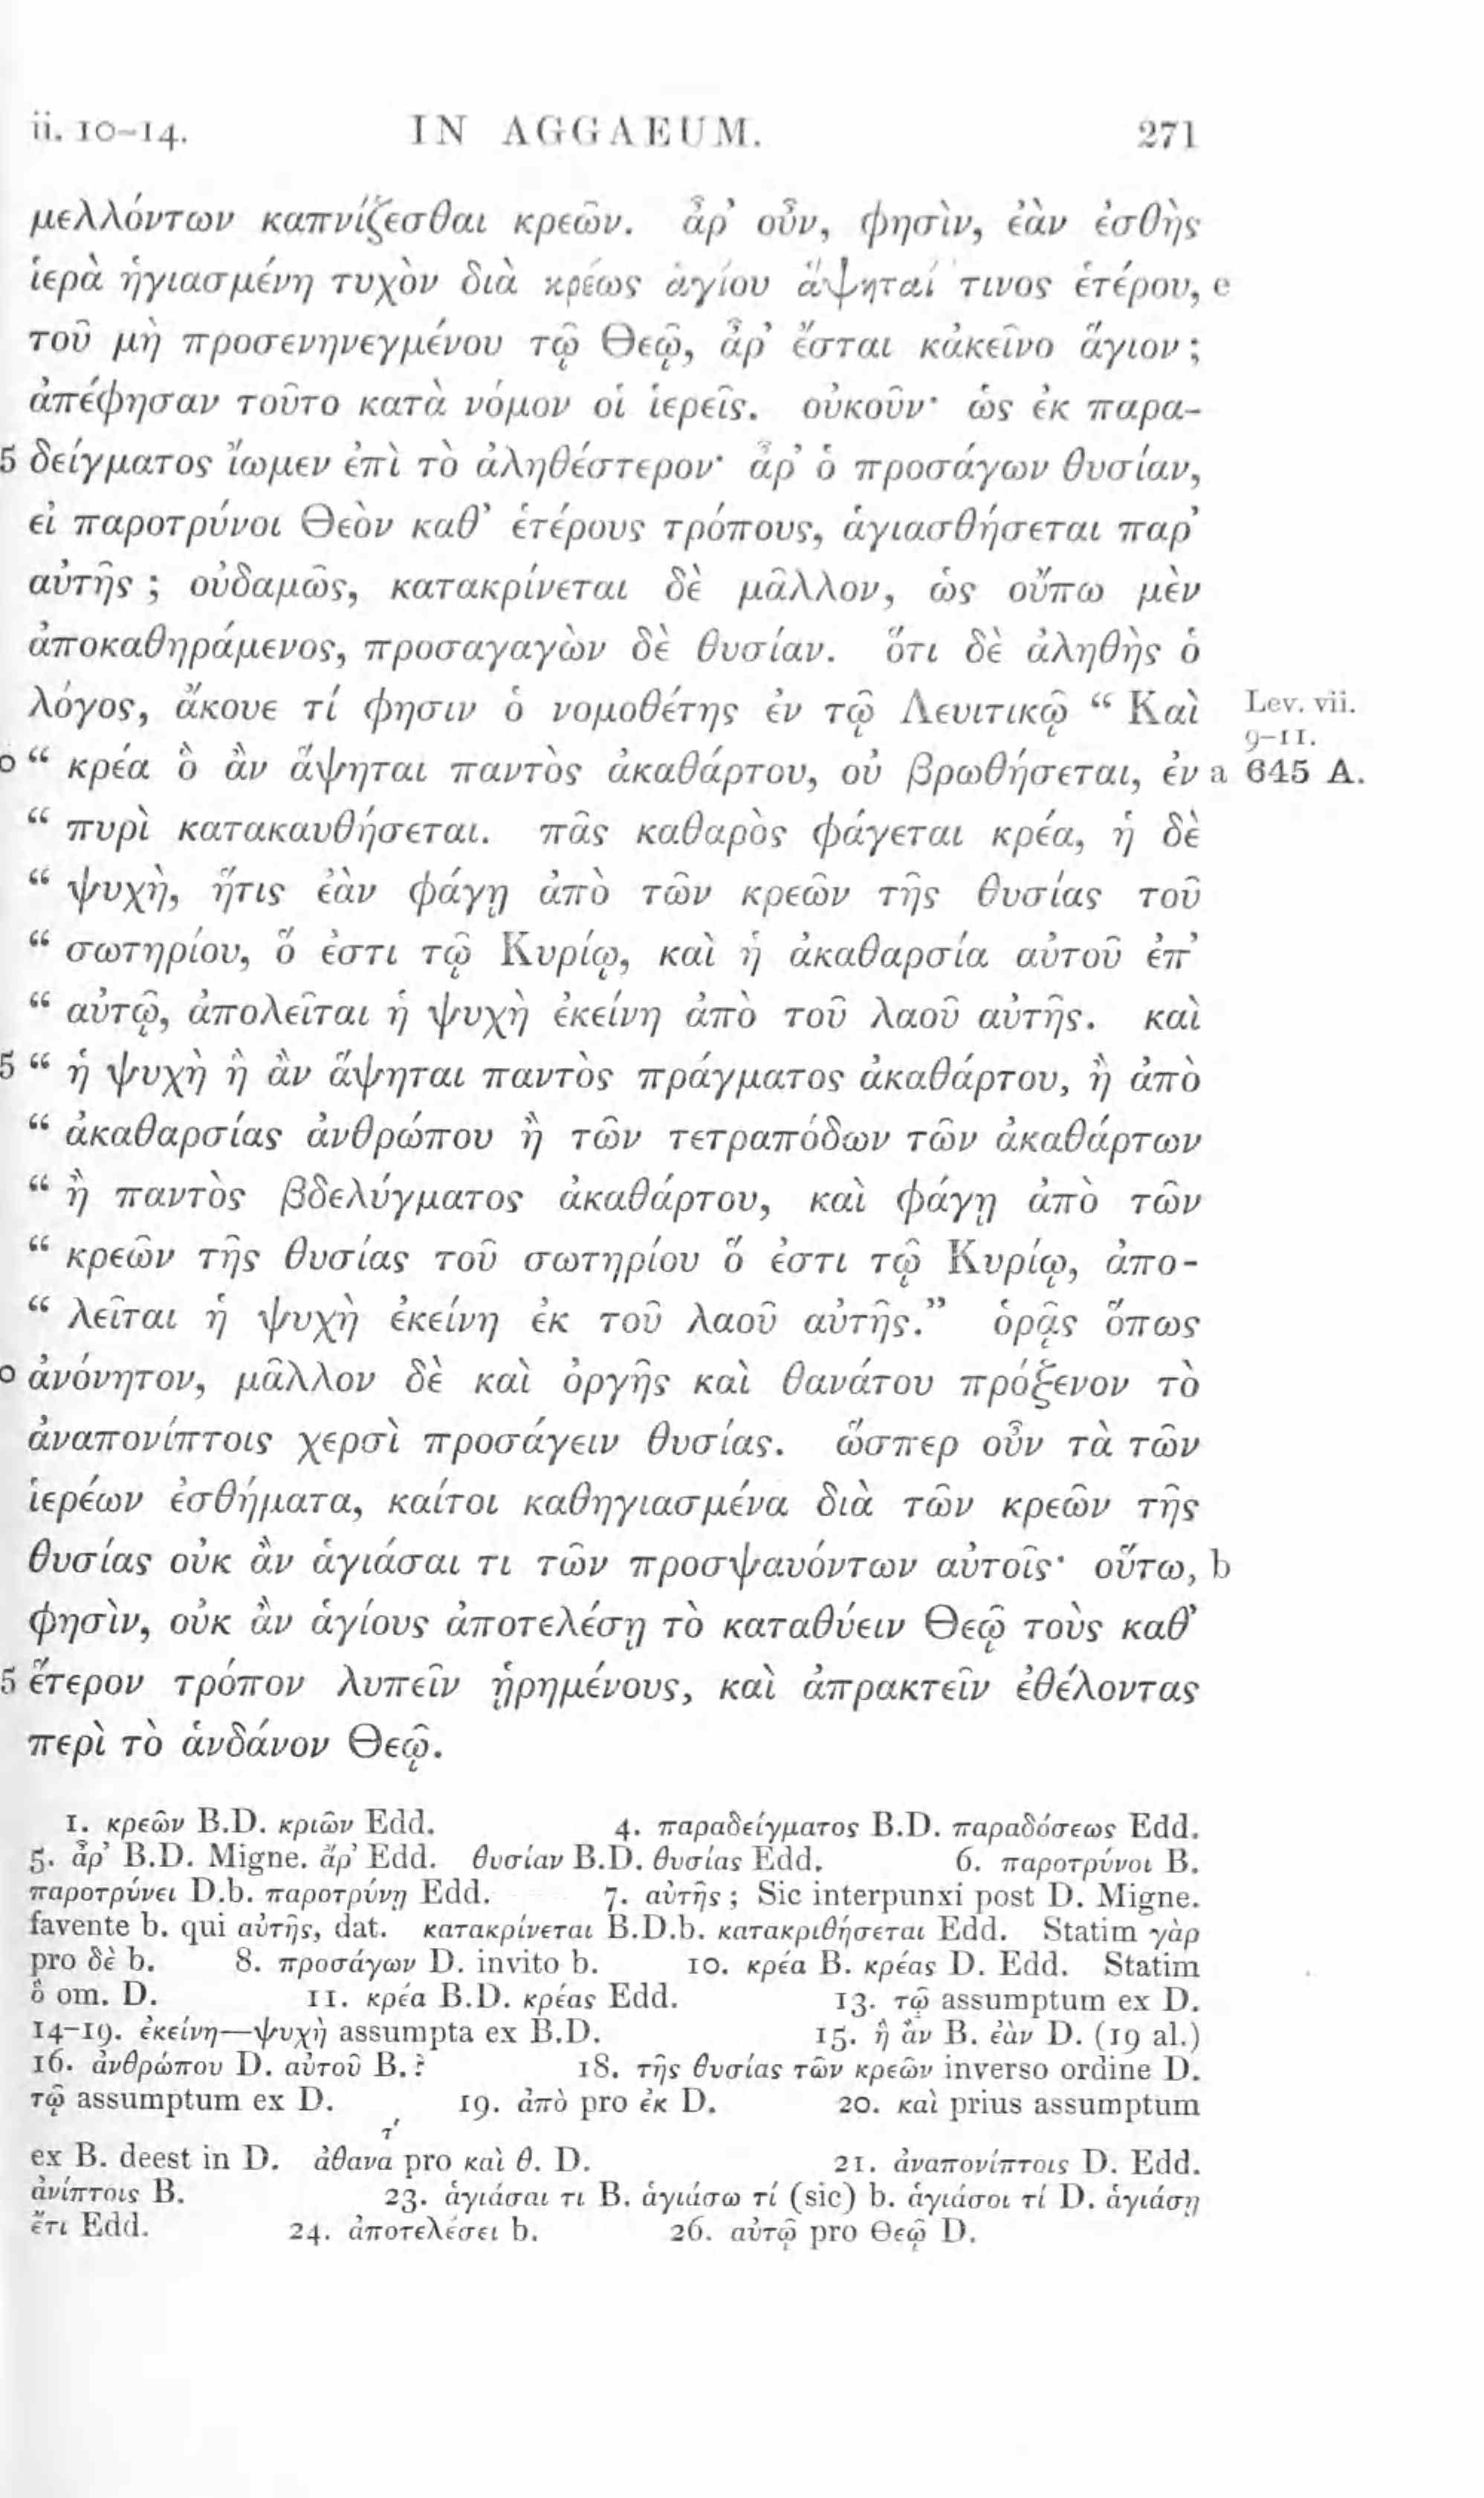 ii. 10–14. IN AGGAEUM. 271
μελλόντων καπνίζεσθαι κρεῶν. ἆρ' οὖν, φησὶν, ἐὰν ἐσθὴς
ἱερὰ ἡγιασμένη τυχὸν διὰ κρέως ἁγίου ἅψηταί τινος ἑτέρου, e
τοῦ μὴ προσενηνεγμένου τῷ Θεῷ, ἆρ' ἔσται κἀκεῖνο ἅγιον;
ἀπέφησαν τοῦτο κατὰ νόμον οἱ ἱερεῖς. οὐκοῦν· ὡς ἐκ παρα-
5 δείγματος ἴωμεν ἐπὶ τὸ ἀληθέστερον· ἆρ' ὁ προσάγων θυσίαν,
εἰ παροτρύνοι Θεὸν καθ' ἑτέρους τρόπους, ἁγιασθήσεται παρ'
αὐτῆς ; οὐδαμῶς, κατακρίνεται δὲ μᾶλλον, ὡς οὔπω μὲν
ἀποκαθηράμενος, προσαγαγὼν δὲ θυσίαν. ὅτι δὲ ἀληθὴς ὁ
λόγος, ἄκουε τί φησιν ὁ νομοθέτης ἐν τῷ Λευιτικῷ “ Καὶ Lev. vii.
9–11.
0 “ κρέα ὃ ἂν ἅψηται παντὸς ἀκαθάρτου, οὐ βρωθήσεται, ἐν a 645 A.
“ πυρὶ κατακαυθήσεται. πᾶς καθαρὸς φάγεται κρέα, ἡ δὲ
“ ψυχὴ, ἥτις ἐὰν φάγῃ ἀπὸ τῶν κρεῶν τῆς θυσίας τοῦ
“ σωτηρίου, ὅ ἐστι τῷ Κυρίῳ, καὶ ἡ ἀκαθαρσία αὐτοῦ ἐπ'
“ αὐτῷ, ἀπολεῖται ἡ ψυχὴ ἐκείνη ἀπὸ τοῦ λαοῦ αὐτῆς. καὶ
5 “ ἡ ψυχὴ ἣ ἂν ἅψηται παντὸς πράγματος ἀκαθάρτου, ἢ ἀπὸ
“ ἀκαθαρσίας ἀνθρώπου ἢ τῶν τετραπόδων τῶν ἀκαθάρτων
“ ἢ παντὸς βδελύγματος ἀκαθάρτου, καὶ φάγῃ ἀπὸ τῶν
“ κρεῶν τῆς θυσίας τοῦ σωτηρίου ὅ ἐστι τῷ Κυρίῳ, ἀπο-
“ λεῖται ἡ ψυχὴ ἐκείνη ἐκ τοῦ λαοῦ αὐτῆς.” ὁρᾷς ὅπως
0 ἀνόνητον, μᾶλλον δὲ καὶ ὀργῆς καὶ θανάτου πρόξενον τὸ
ἀναπονίπτοις χερσὶ προσάγειν θυσίας. ὥσπερ οὖν τὰ τῶν
ἱερέων ἐσθήματα, καίτοι καθηγιασμένα διὰ τῶν κρεῶν τῆς
θυσίας οὐκ ἂν ἁγιάσαι τι τῶν προσψαυόντων αὐτοῖς· οὕτω, b
φησὶν, οὐκ ἂν ἁγίους ἀποτελέσῃ τὸ καταθύειν Θεῷ τοὺς καθ'
5 ἕτερον τρόπον λυπεῖν ᾑρημένους, καὶ ἀπρακτεῖν ἐθέλοντας
περὶ τὸ ἁνδάνον Θεῷ.
1. κρεῶν B.D. κριῶν Edd. 4. παραδείγματος B.D. παραδόσεως Edd.
5. ἆρ' B.D. Migne. ἄρ' Edd. θυσίαν B.D. θυσίας Edd. 6. παροτρύνοι B.
παροτρύνει D.b. παροτρύνῃ Edd. 7. αὐτῆς ; Sic interpunxi post D. Migne.
favente b. qui αὐτῆς, dat. κατακρίνεται B.D.b. κατακριθήσεται Edd. Statim γὰρ
pro δὲ b. 8. προσάγων D. invito b. 10. κρέα B. κρέας D. Edd. Statim
ὃ om. D. 11. κρέα B.D. κρέας Edd. 13. τῷ assumptum ex D.
14–19. ἐκείνη—ψυχὴ assumpta ex B.D. 15. ἢ ἂν B. ἐὰν D. (19 al.)
16. ἀνθρώπου D. αὐτοῦ B.? 18. τῆς θυσίας τῶν κρεῶν inverso ordine D.
τῷ assumptum ex D. 19. ἀπὸ pro ἐκ D. 20. καὶ prius assumptum
ex B. deest in D. ἀθανατ́ pro καὶ θ. D. 21. ἀναπονίπτοις D. Edd.
ἀνίπτοις B. 23. ἁγιάσαι τι B. ἁγιάσω τί (sic) b. ἁγιάσοι τί D. ἁγιάσῃ
ἔτι Edd. 24. ἀποτελέσει b. 26. αὐτῷ pro Θεῷ D.